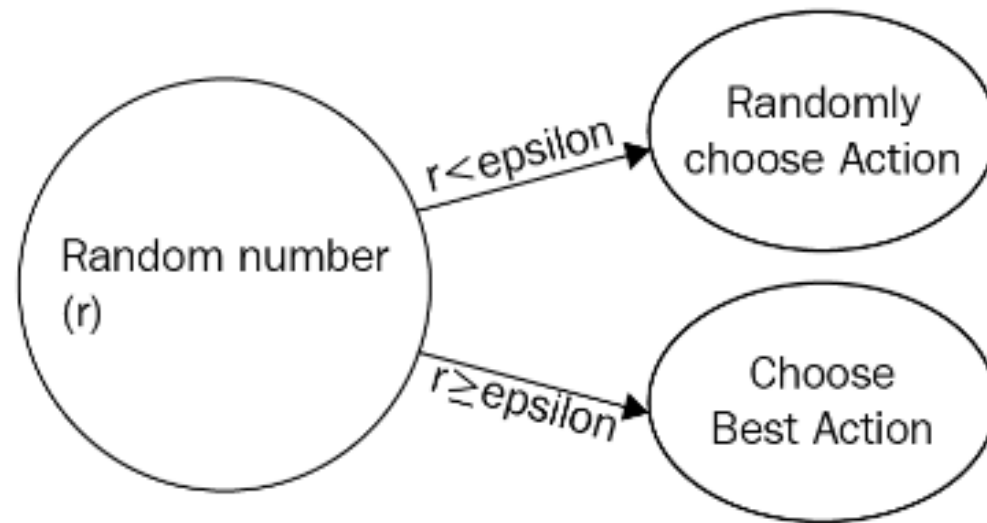 Random number
(r)
r<epsilon
Randomly
choose Action
r≥epsilon
Choose
Best Action